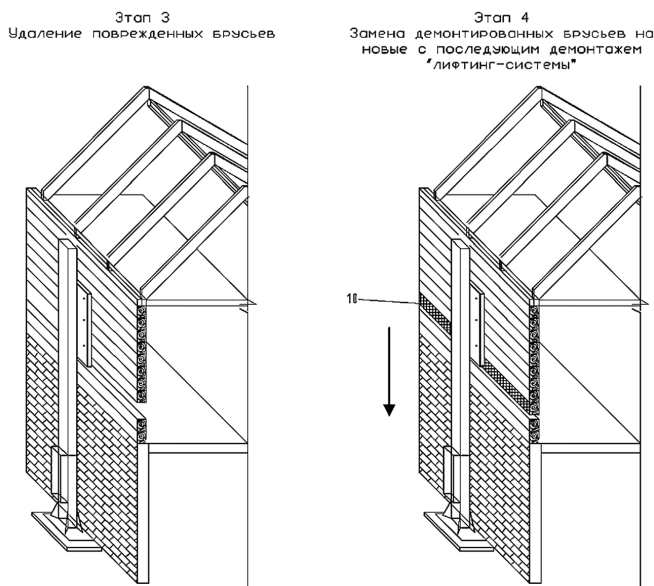 Этап 3
Удаление поврежденных брусьев
Этап 4
Замена демонтированных брусьев на
новые с последующим демонтажем
"лифтинг-системы"
10